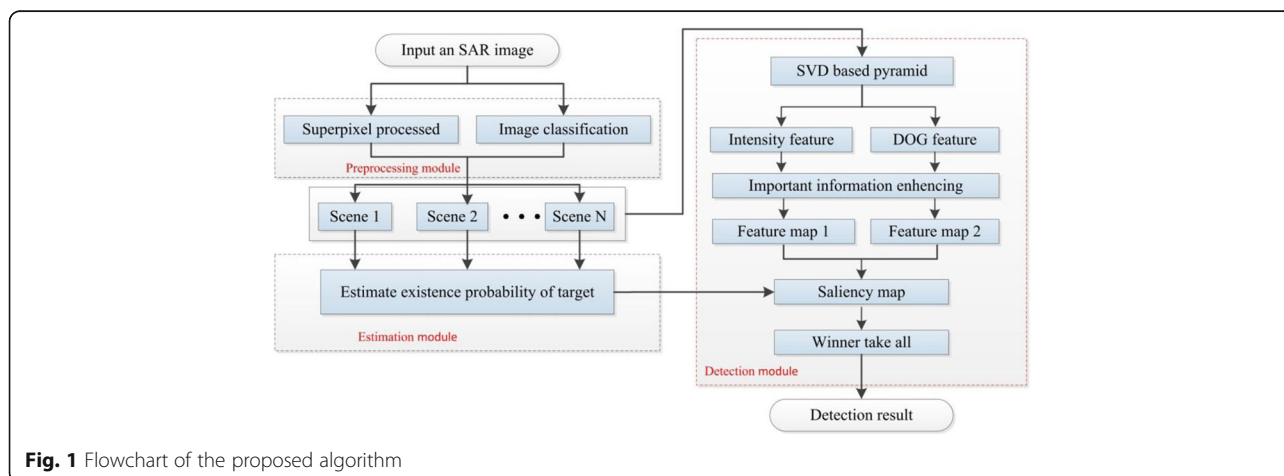 Input an SAR image
Superpixel processed
Image classification
Preprocessing module
Scene 1
Scene 2
• • •
Scene N
Estimate existence probability of target
Estimation module
SVD based pyramid
Intensity feature
DOG feature
Important information enhencing
Feature map 1
Feature map 2
Saliency map
Winner take all
Detection module
Detection result
Fig. 1 Flowchart of the proposed algorithm